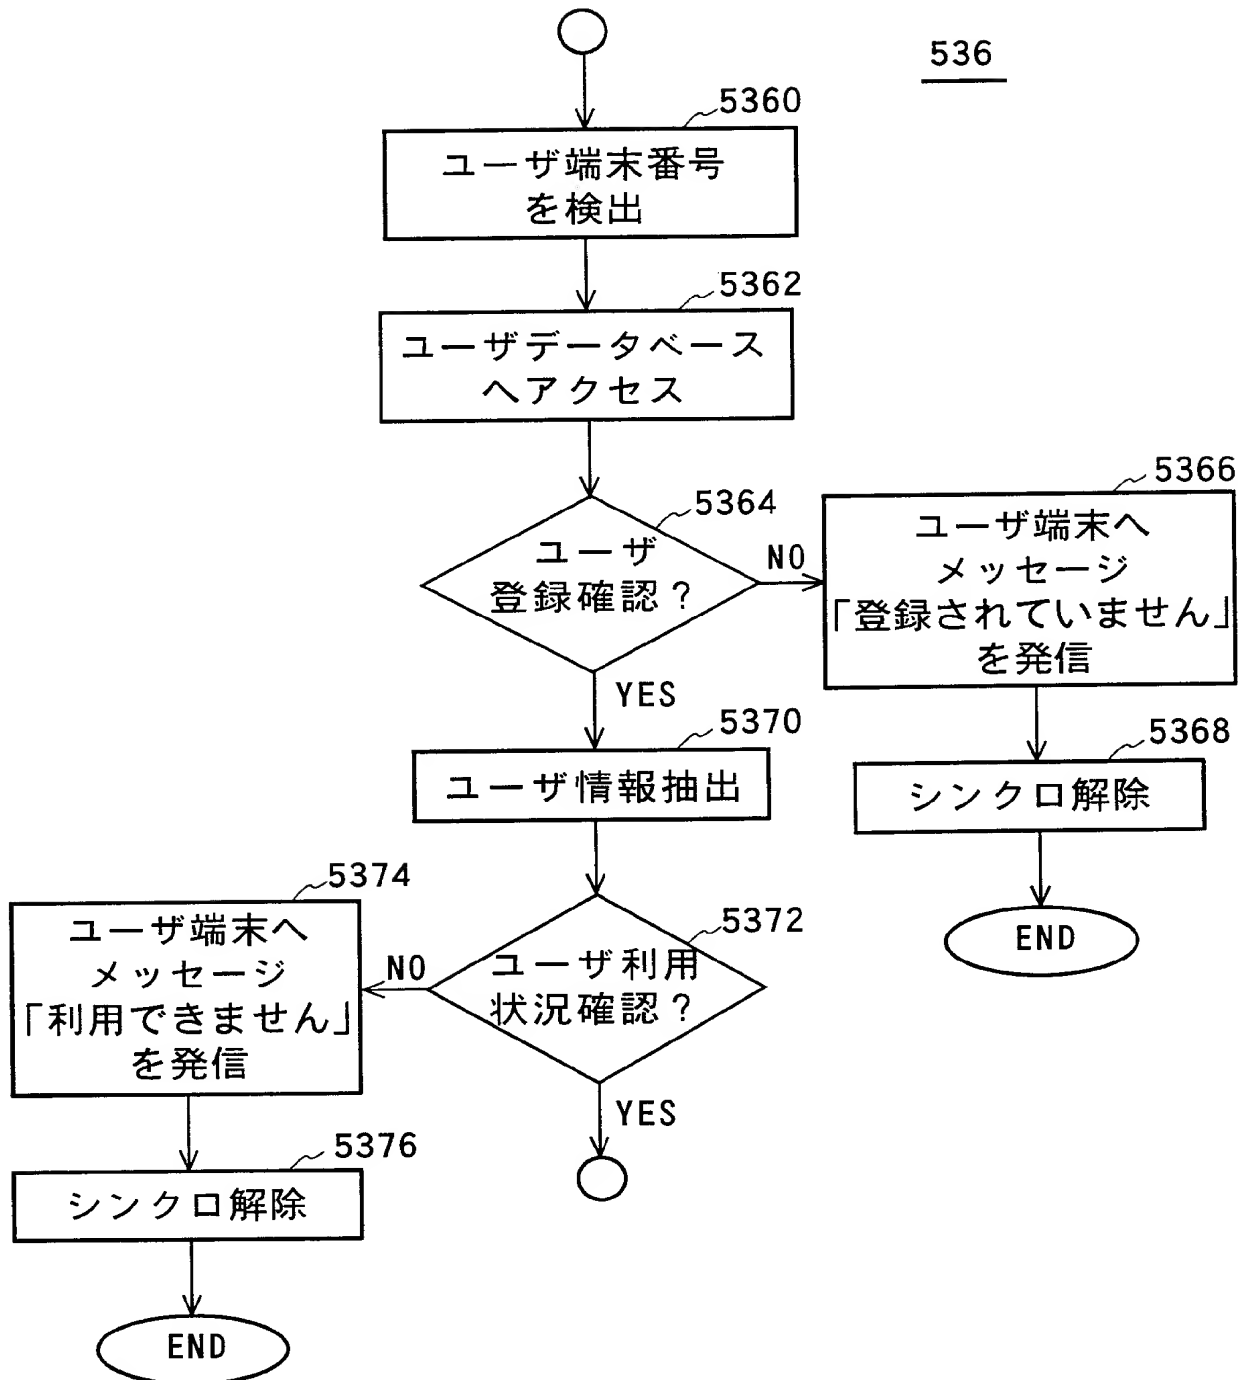 536
5360
ユーザ端末番号
を検出
5362
ユーザデータベース
へアクセス
5364
ユーザ
登録確認?
NO
5366
ユーザ端末へ
メッセージ
「登録されていません」
を発信
YES
5368
シンクロ解除
END
5370
ユーザ情報抽出
5372
ユーザ利用
状況確認?
NO
5374
ユーザ端末へ
メッセージ
「利用できません」
を発信
YES
5376
シンクロ解除
END